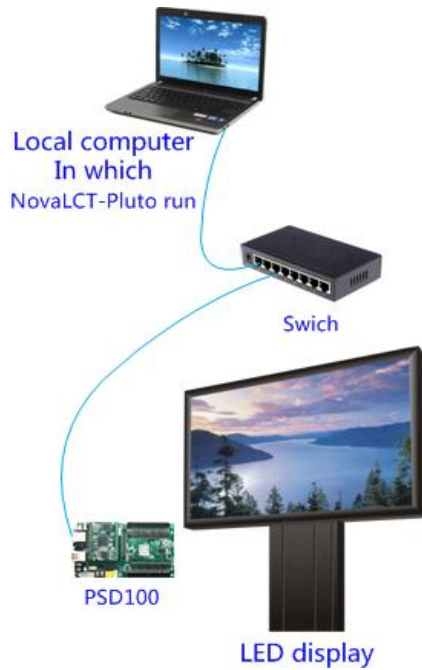 Local computer
In which
NovaLCT-Pluto run
Swich
PSD100
LED display